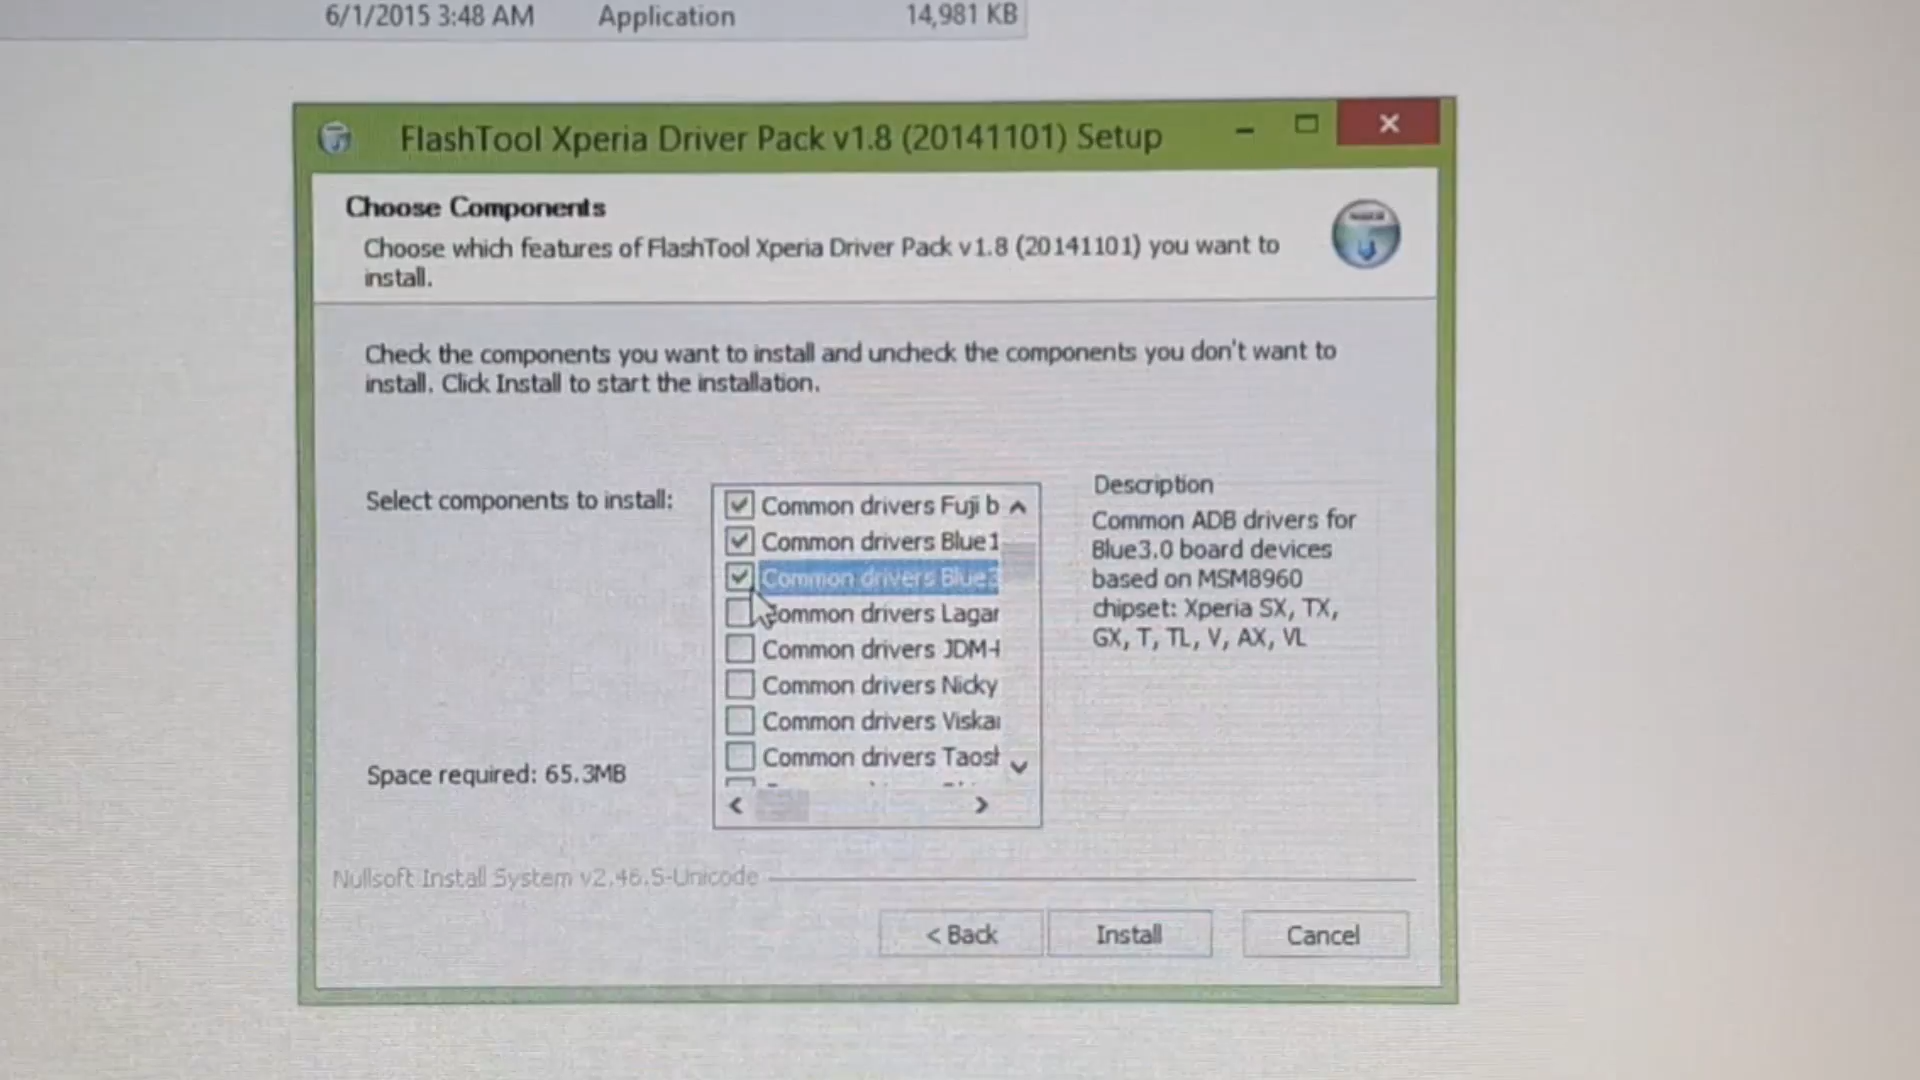 6/1/2015 3:48 AM Application 14,981 KB
FlashTool Xperia Driver Pack v1.8 (20141101) Setup
Choose Components
Choose which features of FlashTool Xperia Driver Pack v1.8 (20141101) you want to
install.
Check the components you want to install and uncheck the components you don't want to
install. Click Install to start the installation.
Select components to install:
Common drivers Fuji b
Common drivers Blue1
Common drivers Blue3
Common drivers Lagan
Common drivers JDM-
Common drivers Nicky
Common drivers Viskan
Common drivers Taosh
Description
Common ADB drivers for
Blue3.0 board devices
based on MSM8960
chipset: Xperia SX, TX,
GX, T, TL, V, AX, VL
Space required: 65.3MB
Nullsoft Install System v2.46.5-Unicode
< Back
Install
Cancel